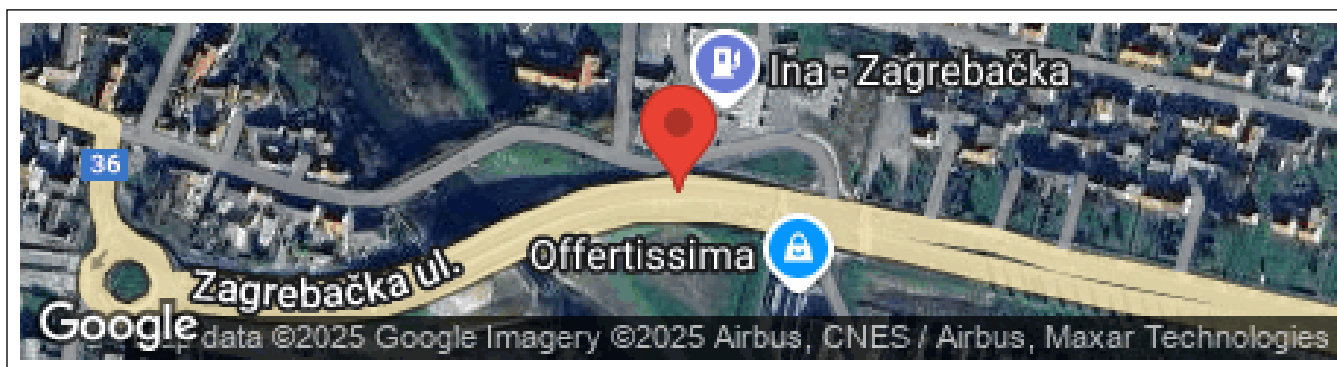 Ina - Zagrebačka
36
Offertissima
Zagrebačka ul.
Google
data ©2025 Google Imagery ©2025 Airbus, CNES / Airbus, Maxar Technologies